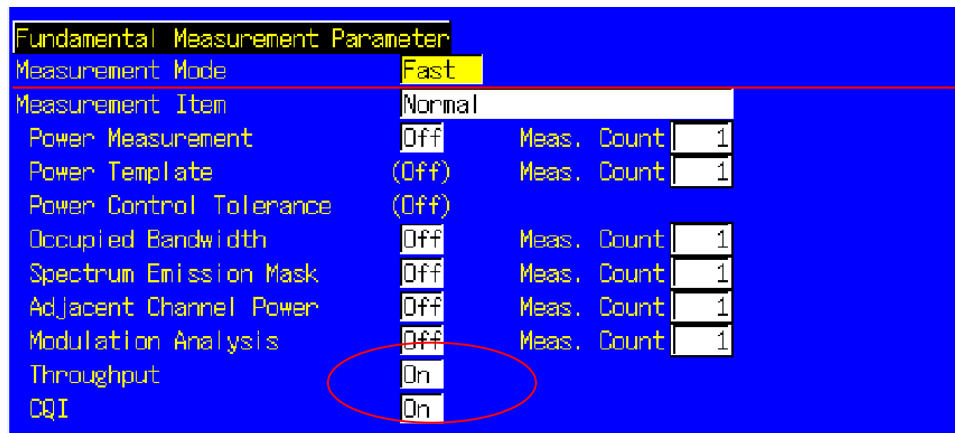 Fundamental Measurement Parameter
Measurement Mode Fast
Measurement Item Normal
Power Measurement Off Meas. Count 1
Power Template (Off) Meas. Count 1
Power Control Tolerance (Off)
Occupied Bandwidth Off Meas. Count 1
Spectrum Emission Mask Off Meas. Count 1
Adjacent Channel Power Off Meas. Count 1
Modulation Analysis Off Meas. Count 1
Throughput On
CQI On